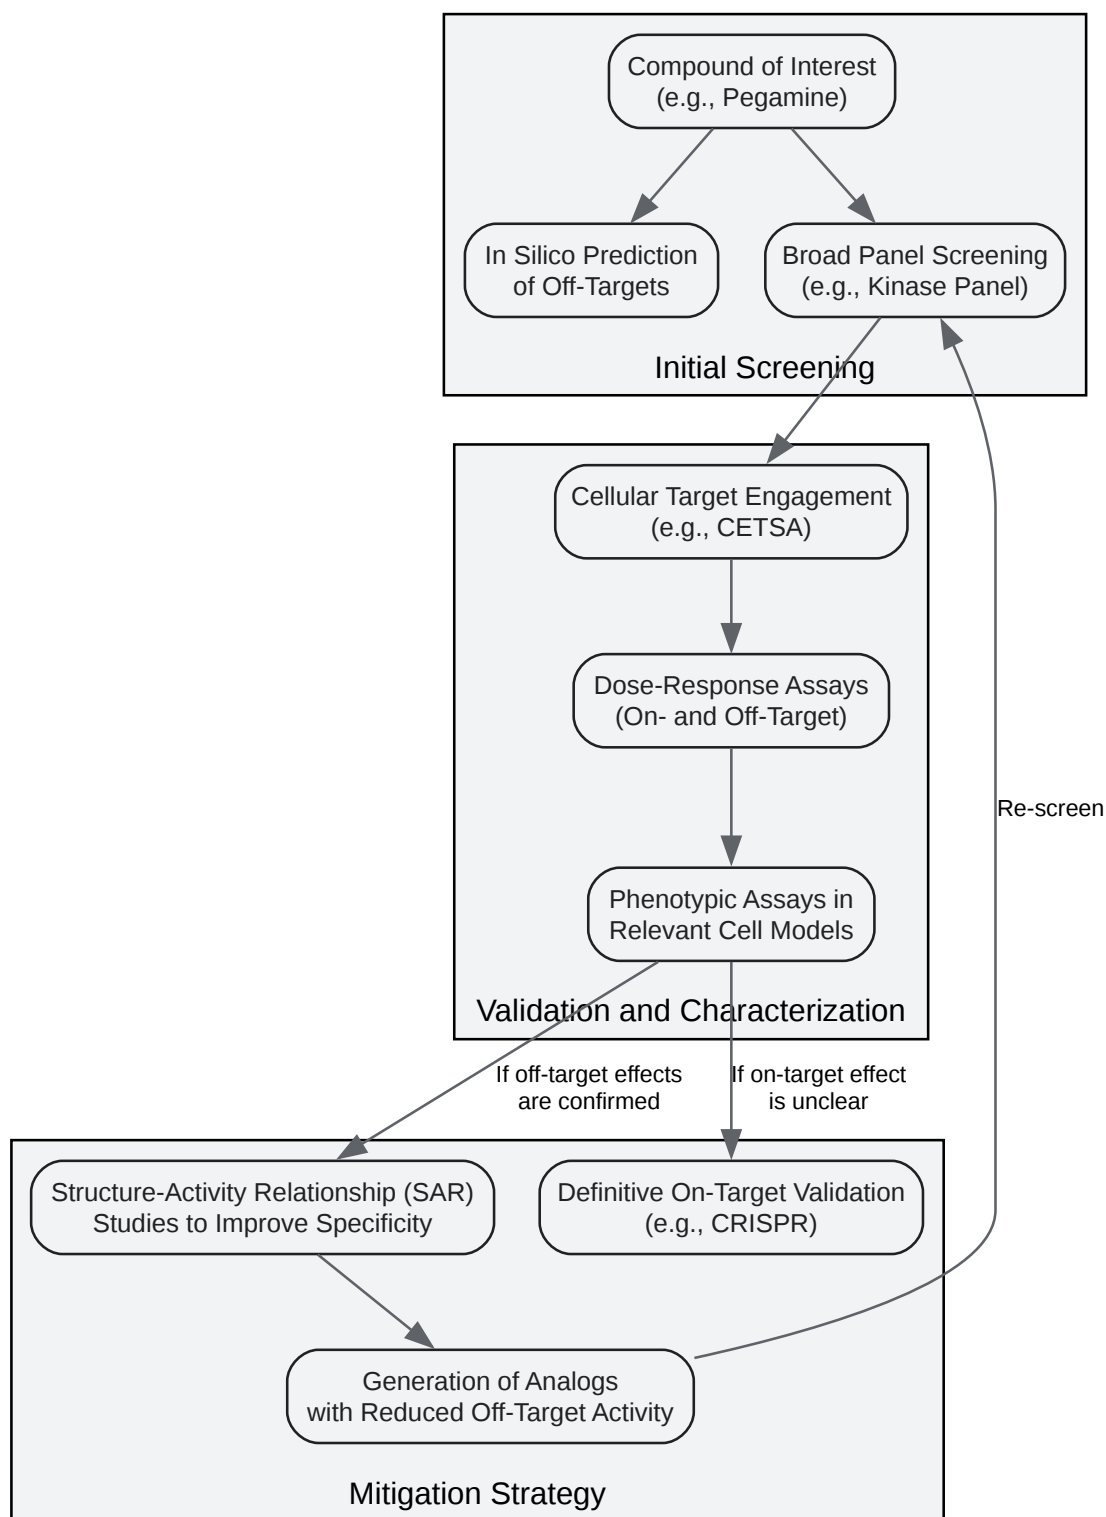 Compound of Interest
(e.g., Pegamine)
In Silico Prediction
of Off-Targets
Broad Panel Screening
(e.g., Kinase Panel)
Initial Screening
Cellular Target Engagement
(e.g., CETSA)
Dose-Response Assays
(On- and Off-Target)
Re-screen
Phenotypic Assays in
Relevant Cell Models
Validation and Characterization
If off-target effects
are confirmed
If on-target effect
is unclear
Structure-Activity Relationship (SAR)
Studies to Improve Specificity
Definitive On-Target Validation
(e.g., CRISPR)
Generation of Analogs
with Reduced Off-Target Activity
Mitigation Strategy